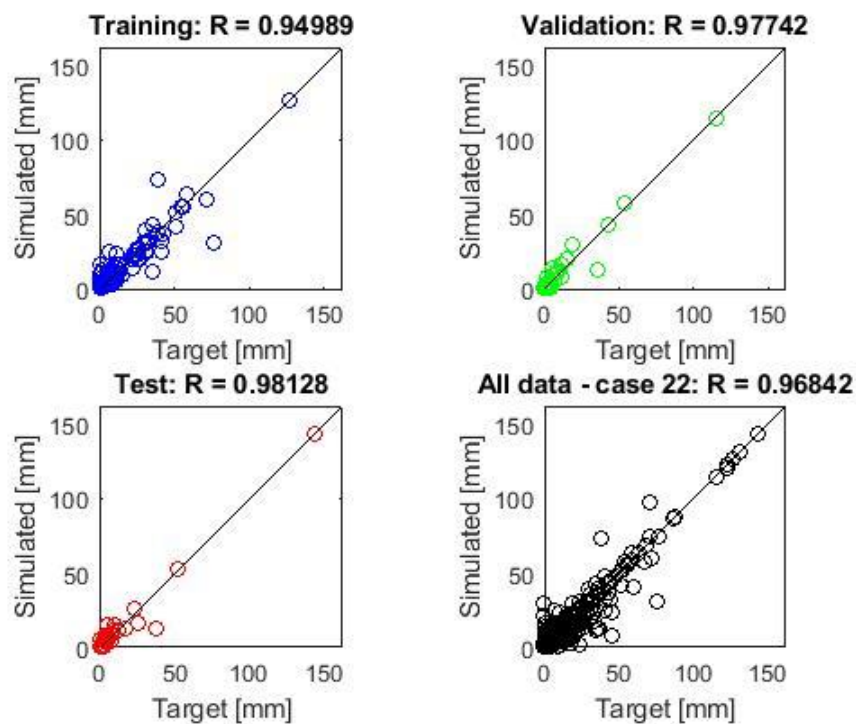 Training: R = 0.94989
Simulated [mm]
150
100
50
0
0 50 100 150
Target [mm]
Validation: R = 0.97742
Simulated [mm]
150
100
50
0
0 50 100 150
Target [mm]
Test: R = 0.98128
Simulated [mm]
150
100
50
0
0 50 100 150
Target [mm]
All data - case 22: R = 0.96842
Simulated [mm]
150
100
50
0
0 50 100 150
Target [mm]